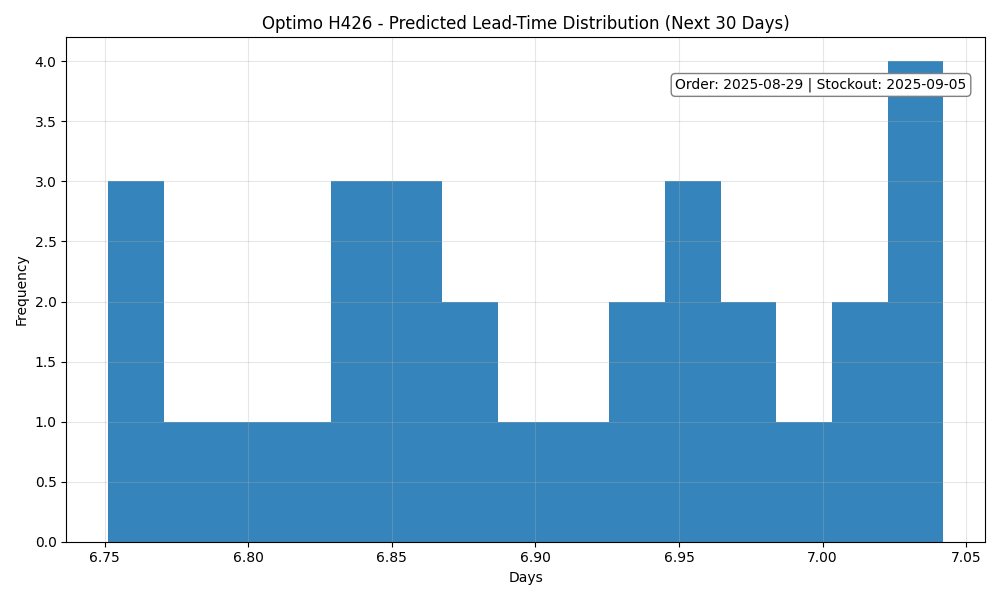 Optimo H426 - Predicted Lead-Time Distribution (Next 30 Days)
Order: 2025-08-29 | Stockout: 2025-09-05
Frequency
4.0
3.5
3.0
2.5
2.0
1.5
1.0
0.5
0.0
6.75 6.80 6.85 6.90 6.95 7.00 7.05
Days